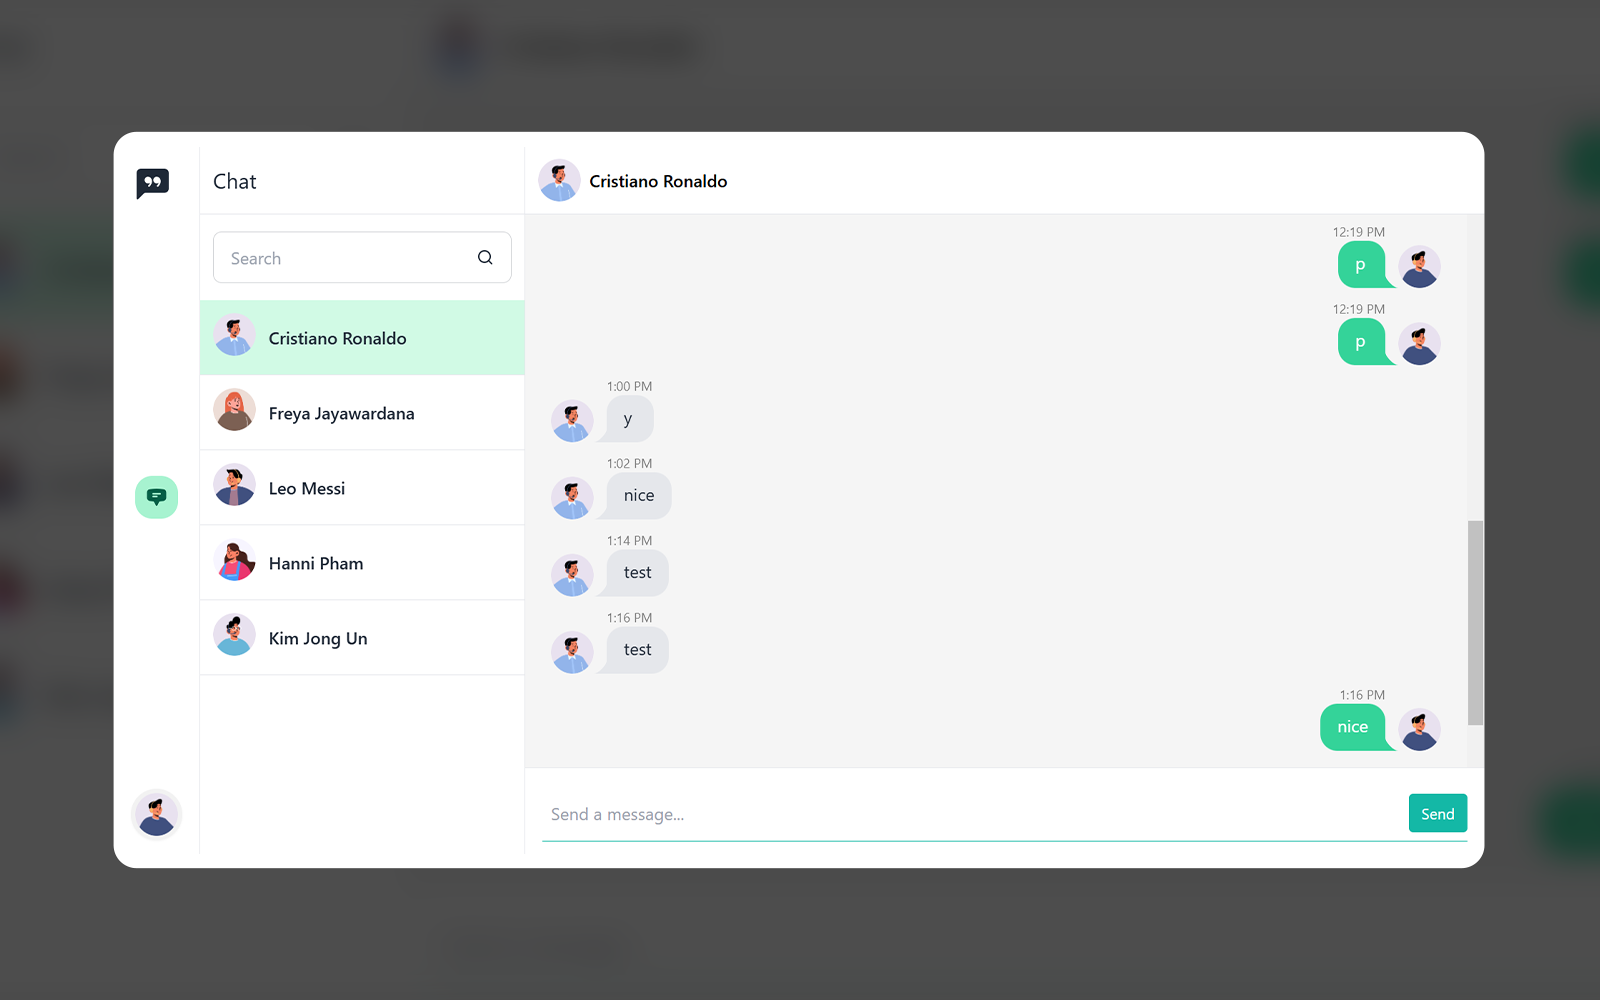 Chat
Search
Cristiano Ronaldo
Freya Jayawardana
Leo Messi
Hanni Pham
Kim Jong Un
Cristiano Ronaldo
12:19 PM
p
12:19 PM
p
1:00 PM
y
1:02 PM
nice
1:14 PM
test
1:16 PM
test
1:16 PM
nice
Send a message...
Send